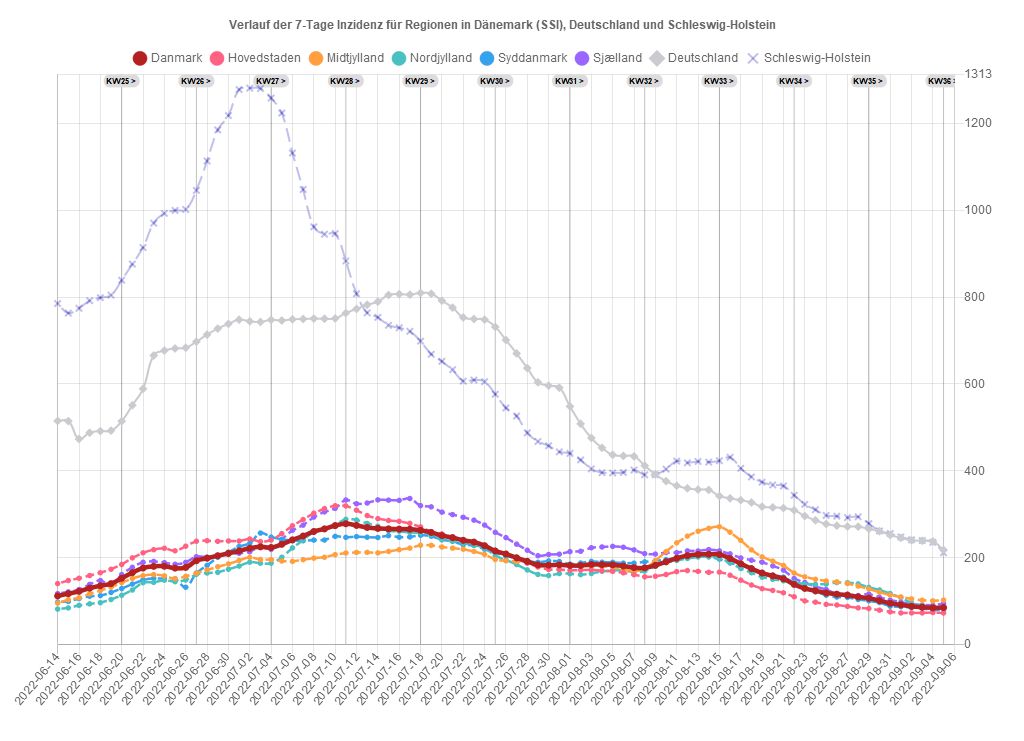 Verlauf der 7-Tage Inzidenz für Regionen in Dänemark (SSI), Deutschland und Schleswig-Holstein
Danmark Hovedstaden Midtjylland Nordjylland Syddanmark Sjælland Deutschland Schleswig-Holstein
KW25 > KW26 > KW27 > KW28 > KW29 > KW30 > KW31 > KW32 > KW33 > KW34 > KW35 > KW36 >
1313
1200
1000
800
600
400
200
0
2022-06-14 2022-06-16 2022-06-18 2022-06-20 2022-06-22 2022-06-24 2022-06-26 2022-06-28 2022-06-30 2022-07-02 2022-07-04 2022-07-06 2022-07-08 2022-07-10 2022-07-12 2022-07-14 2022-07-16 2022-07-18 2022-07-20 2022-07-22 2022-07-24 2022-07-26 2022-07-28 2022-07-30 2022-08-01 2022-08-03 2022-08-05 2022-08-07 2022-08-09 2022-08-11 2022-08-13 2022-08-15 2022-08-17 2022-08-19 2022-08-21 2022-08-23 2022-08-25 2022-08-27 2022-08-29 2022-08-31 2022-09-02 2022-09-04 2022-09-06